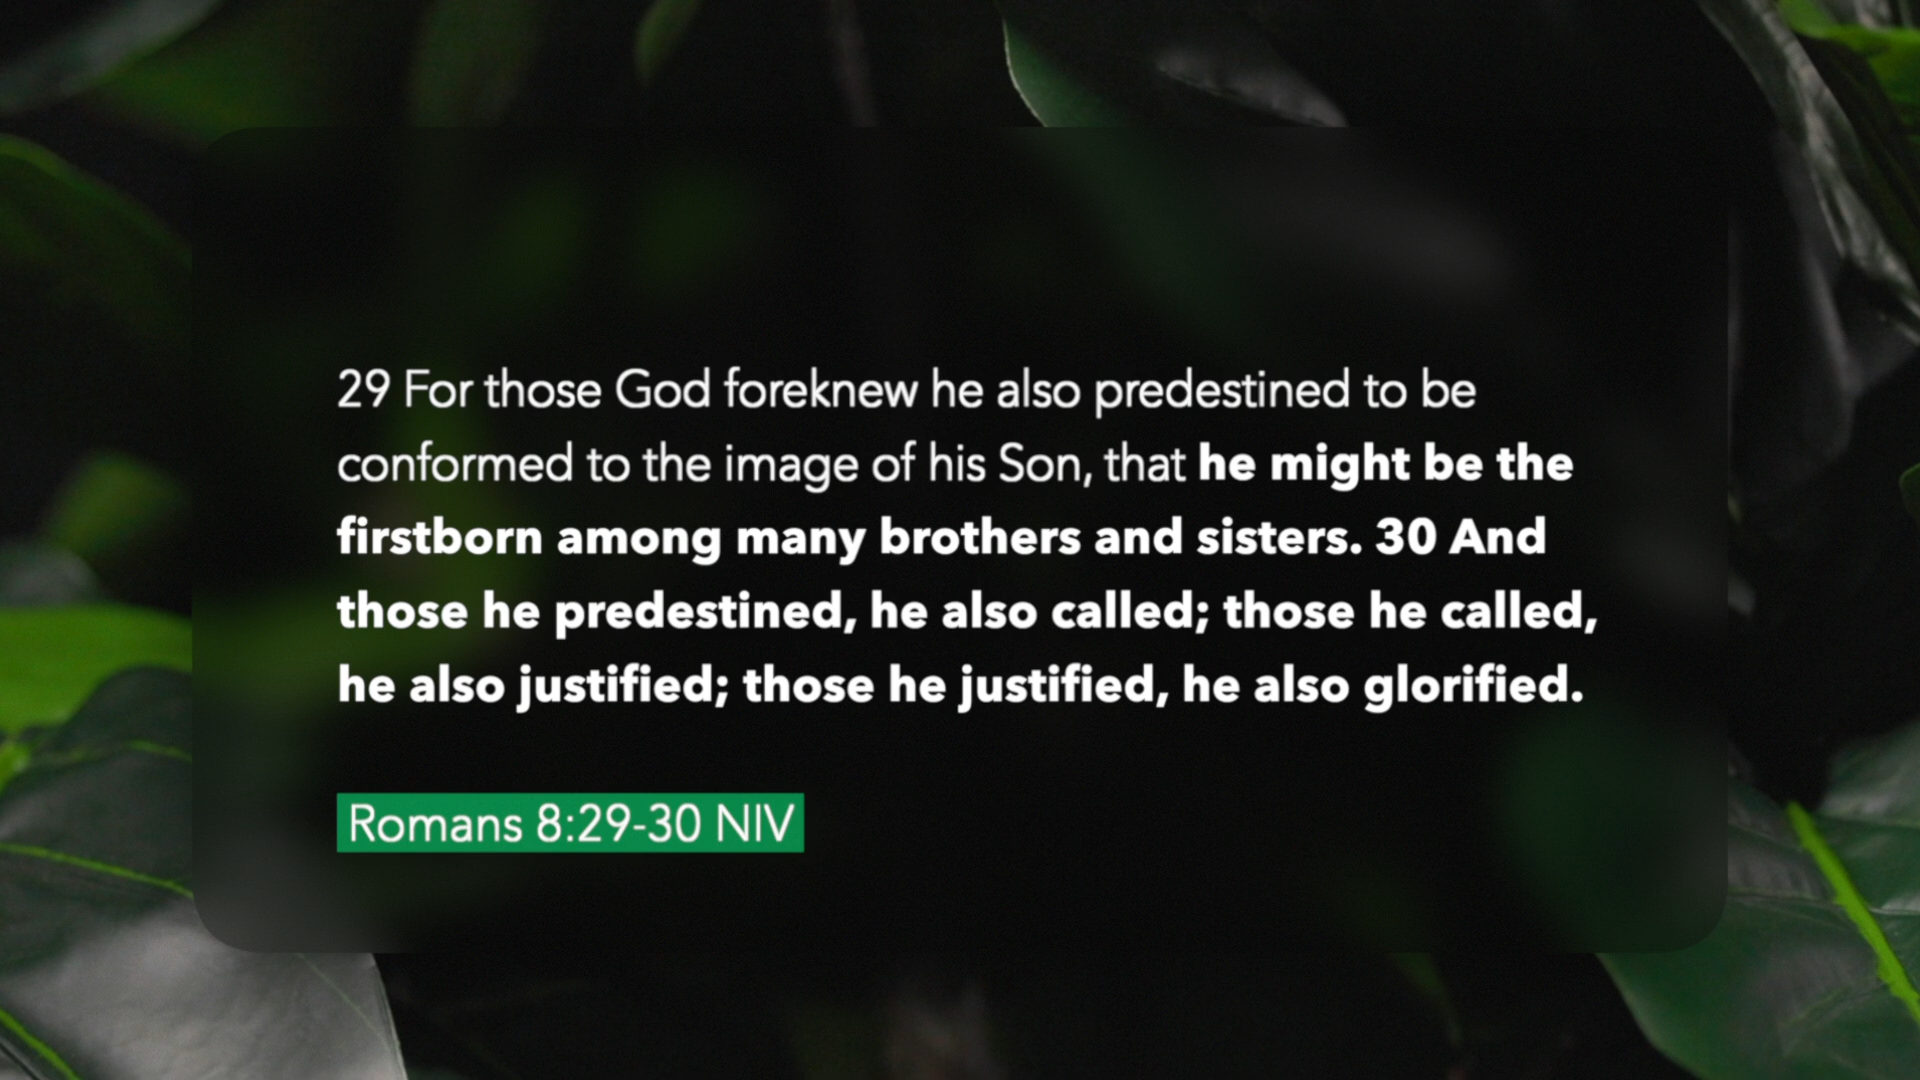 29 For those God foreknew he also predestined to be
conformed to the image of his Son, that he might be the
firstborn among many brothers and sisters. 30 And
those he predestined, he also called; those he called,
he also justified; those he justified, he also glorified.
Romans 8:29-30 NIV